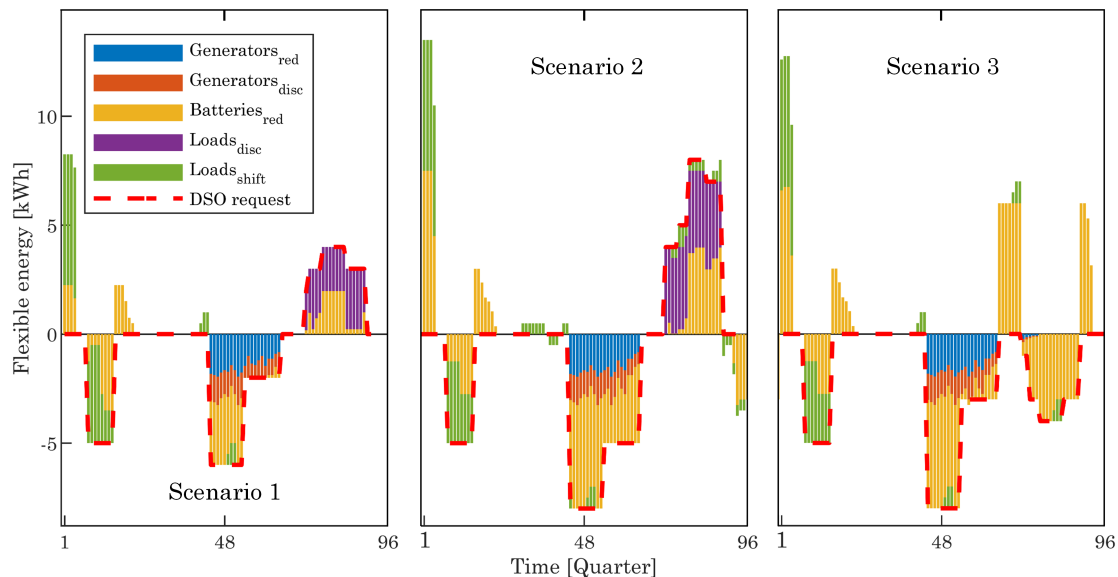 Generators_red
Generators_disc
Batteries_red
Loads_disc
Loads_shift
DSO request
Scenario 1
Scenario 2
Scenario 3
Flexible energy [kWh]
10
5
0
-5
1
48
96
1
48
96
1
48
96
Time [Quarter]